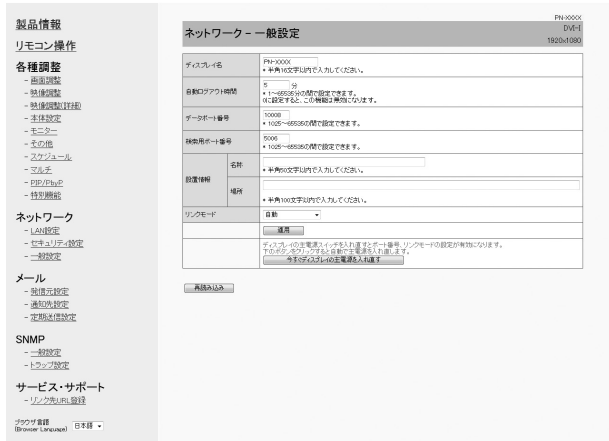 製品情報
リモコン操作
各種調整
- 画面調整
- 映像調整
- 映像調整(詳細)
- 本体設定
- モニター
- その他
- スケジュール
- マルチ
- PIP/PbyP
- 特別機能
ネットワーク
- LAN設定
- セキュリティ設定
- 一般設定
メール
- 発信元設定
- 通知先設定
- 定期送信設定
SNMP
- 一般設定
- トラップ設定
サービス・サポート
- リンク先URL登録
ブラウザ言語
(Browser Language) 日本語
PN-XXXX
ネットワーク - 一般設定
DVI-I
1920x1080
ディスプレイ名
PN-XXXX
* 半角16文字以内で入力してください。
自動ログアウト時間
5 分
* 1～65535分の間で設定できます。
0に設定すると、この機能は無効になります。
データポート番号
10008
* 1025～65535の間で設定できます。
検索用ポート番号
5006
* 1025～65535の間で設定できます。
設置情報
名称
* 半角50文字以内で入力してください。
場所
* 半角100文字以内で入力してください。
リンクモード
自動
適用
ディスプレイの主電源スイッチを入れ直すとポート番号、リンクモードの設定が有効になります。
下のボタンをクリックすると自動で主電源を入れ直します。
今すぐディスプレイの主電源を入れ直す
再読み込み